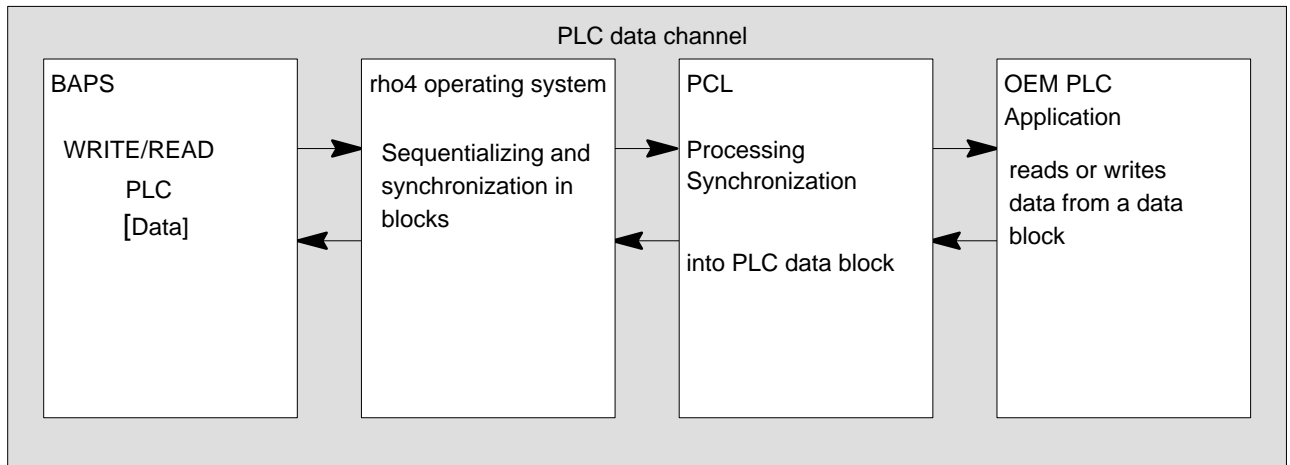 PLC data channel
BAPS
WRITE/READ
PLC
[Data]
rho4 operating system
Sequentializing and
synchronization in
blocks
PCL
Processing
Synchronization
into PLC data block
OEM PLC
Application
reads or writes
data from a data
block